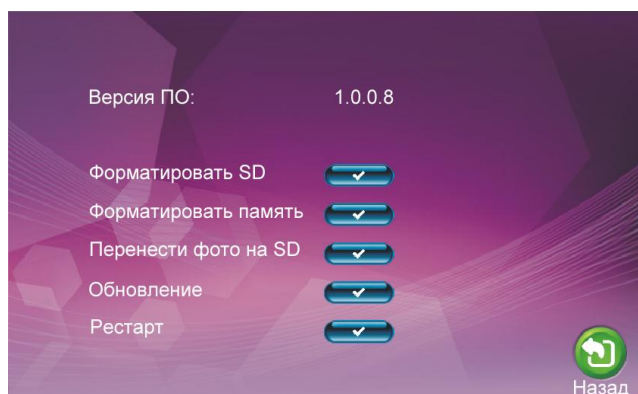 Версия ПО: 1.0.0.8
Форматировать SD
Форматировать память
Перенести фото на SD
Обновление
Рестарт
Назад